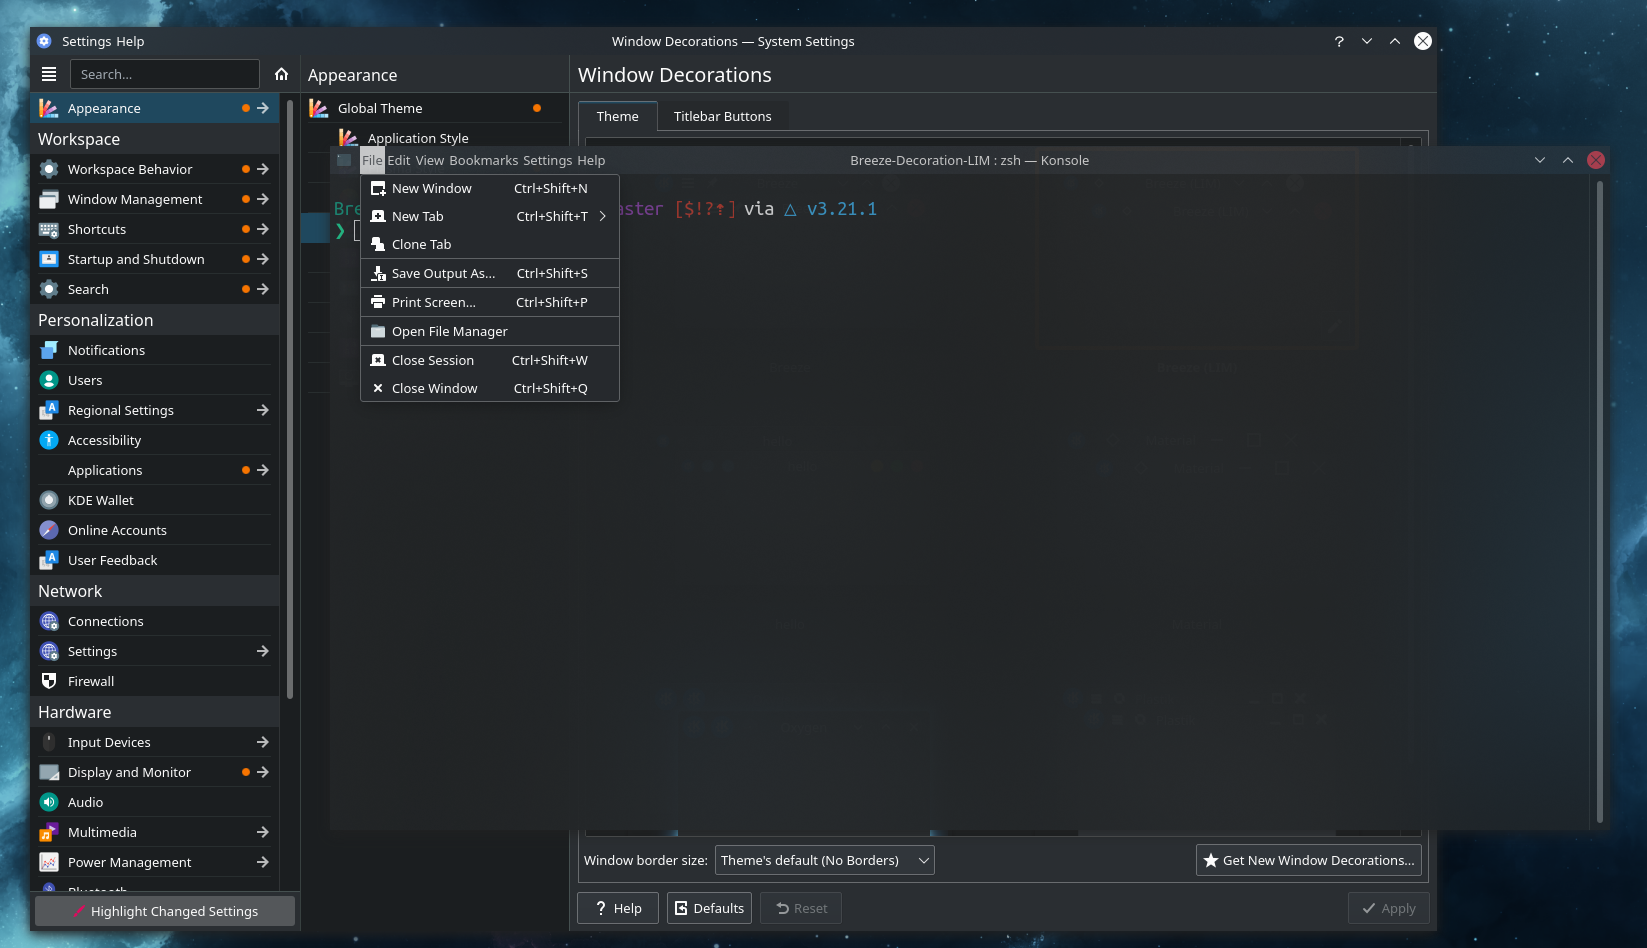 Settings Help
Window Decorations — System Settings
Search...
Appearance
Window Decorations
Appearance
Workspace
Workspace Behavior
Window Management
Shortcuts
Startup and Shutdown
Search
Personalization
Notifications
Users
Regional Settings
Accessibility
Applications
KDE Wallet
Online Accounts
User Feedback
Network
Connections
Settings
Firewall
Hardware
Input Devices
Display and Monitor
Audio
Multimedia
Power Management
Bluetooth
Highlight Changed Settings
Global Theme
Application Style
Theme
Titlebar Buttons
File Edit View Bookmarks Settings Help
Breeze-Decoration-LIM : zsh — Konsole
Bre
aster [$!?⇡] via △ v3.21.1
❯
New Window Ctrl+Shift+N
New Tab Ctrl+Shift+T
Clone Tab
Save Output As... Ctrl+Shift+S
Print Screen... Ctrl+Shift+P
Open File Manager
Close Session Ctrl+Shift+W
Close Window Ctrl+Shift+Q
Window border size: Theme's default (No Borders)
Get New Window Decorations...
? Help
Defaults
Reset
Apply